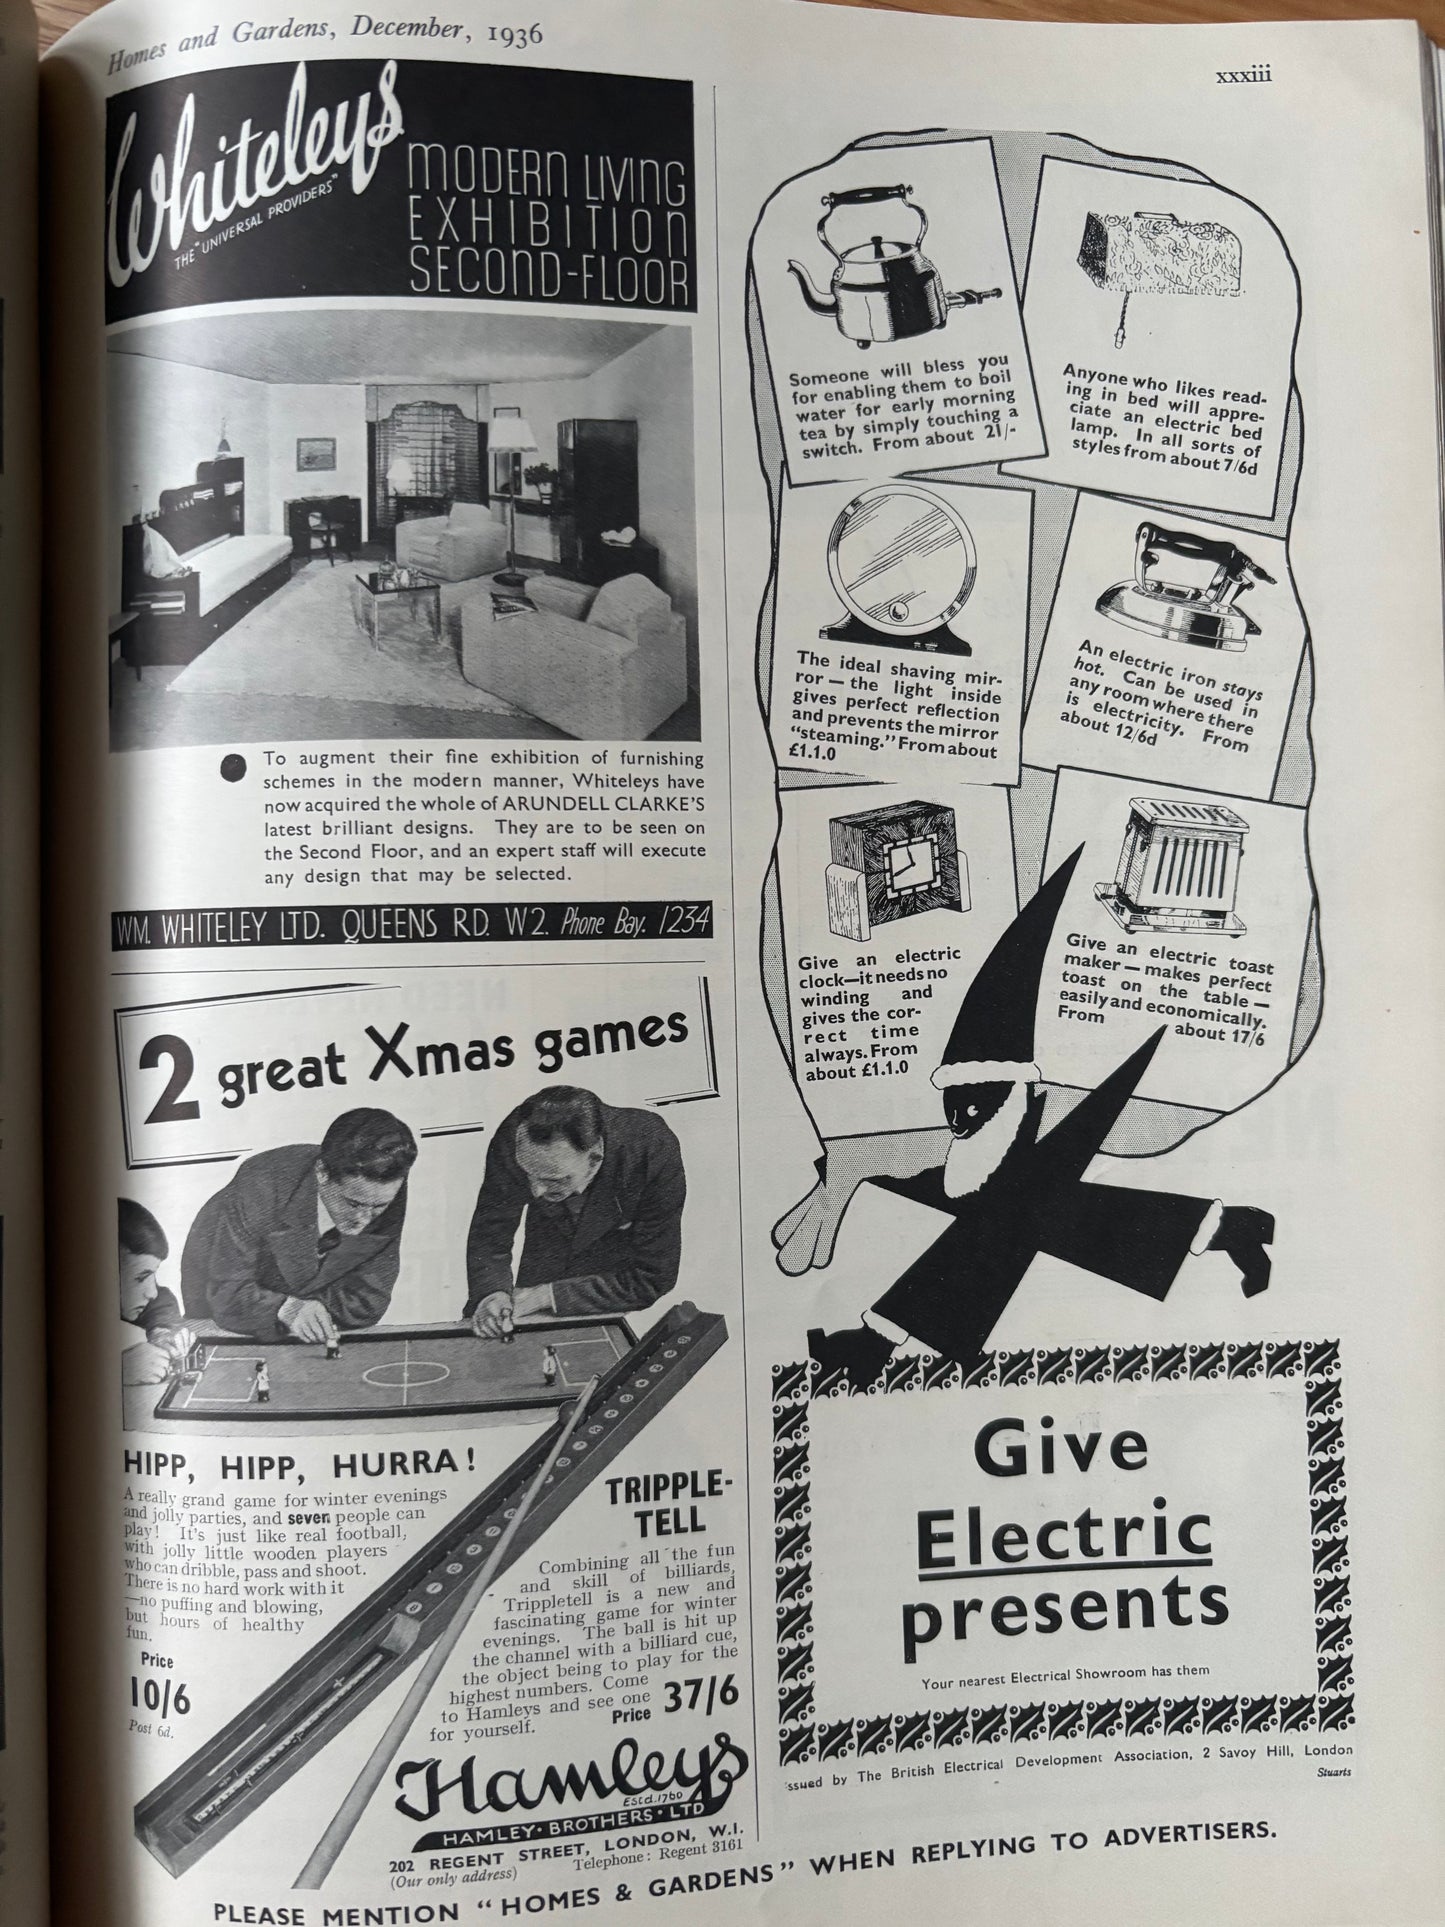 Homes and Gardens, December, 1936
xxxiii
Whiteleys
THE "UNIVERSAL PROVIDERS"
MODERN LIVING
EXHIBITION
SECOND-FLOOR
To augment their fine exhibition of furnishing
schemes in the modern manner, Whiteleys have
now acquired the whole of ARUNDELL CLARKE'S
latest brilliant designs. They are to be seen on
the Second Floor, and an expert staff will execute
any design that may be selected.
WM. WHITELEY LTD. QUEENS RD. W2. Phone Bay. 1234
2 great Xmas games
HIPP, HIPP, HURRA!
A really grand game for winter evenings
and jolly parties, and seven people can
play! It's just like real football,
with jolly little wooden players
who can dribble, pass and shoot.
There is no hard work with it
—no puffing and blowing,
but hours of healthy
fun.
Price
10/6
Post 6d.
TRIPPLE-
TELL
Combining all the fun
and skill of billiards,
Trippletell is a new and
fascinating game for winter
evenings. The ball is hit up
the channel with a billiard cue,
the object being to play for the
highest numbers. Come
to Hamleys and see one
for yourself.
Price 37/6
Hamleys
Estd. 1760
HAMLEY · BROTHERS · LTD
202 REGENT STREET, LONDON, W.1.
(Our only address) Telephone: Regent 3161
Someone will bless you
for enabling them to boil
water for early morning
tea by simply touching a
switch. From about 21/-
Anyone who likes read-
ing in bed will appre-
ciate an electric bed
lamp. In all sorts of
styles from about 7/6d
The ideal shaving mir-
ror — the light inside
gives perfect reflection
and prevents the mirror
"steaming." From about
£1.1.0
An electric iron stays
hot. Can be used in
any room where there
is electricity. From
about 12/6d
Give an electric
clock—it needs no
winding and
gives the cor-
rect time
always. From
about £1.1.0
Give an electric toast
maker — makes perfect
toast on the table —
easily and economically.
From about 17/6
Give
Electric
presents
Your nearest Electrical Showroom has them
Issued by The British Electrical Development Association, 2 Savoy Hill, London
Stuarts
PLEASE MENTION "HOMES & GARDENS" WHEN REPLYING TO ADVERTISERS.